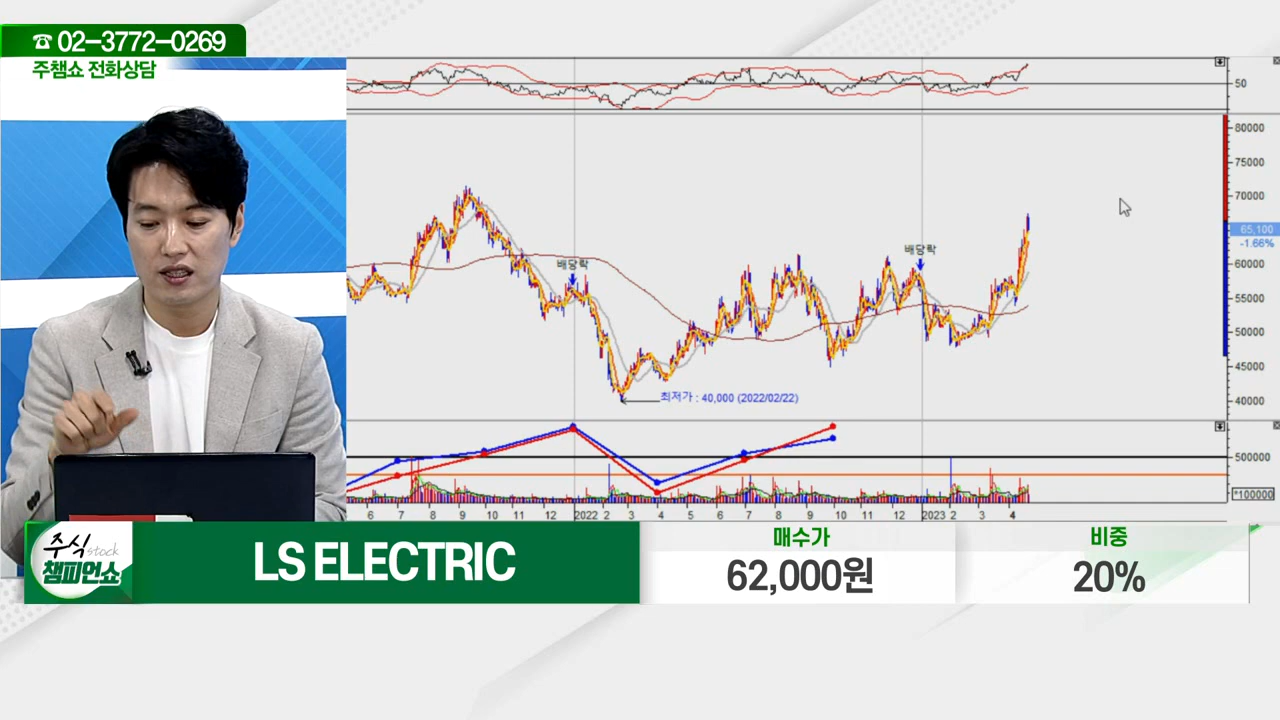 ☎ 02-3772-0269
주챔쇼 전화상담
50
80000
75000
70000
65,100
-1.66%
60000
55000
50000
45000
40000
배당락
배당락
최저가 : 40,000 (2022/02/22)
500000
*100000
6 7 8 9 10 11 12 2022 2 3 4 5 6 7 8 9 10 11 12 2023 2 3 4
주식 stock
챔피언쇼
LS ELECTRIC
매수가
62,000원
비중
20%